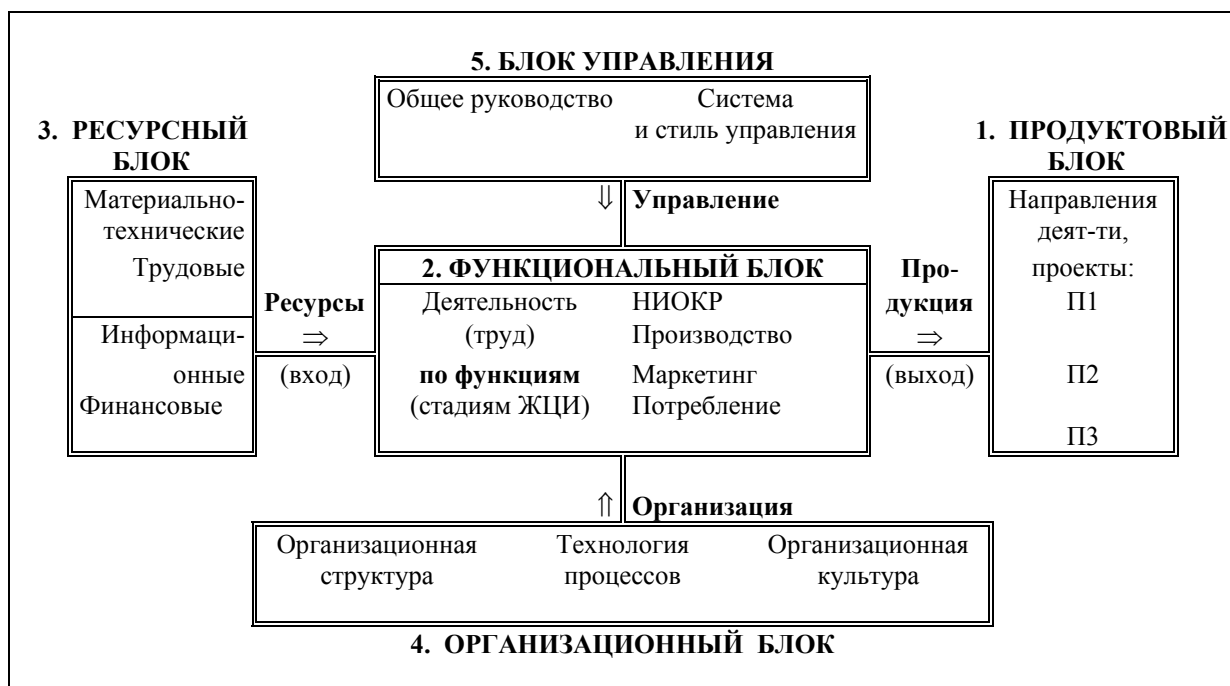 5. БЛОК УПРАВЛЕНИЯ
Общее руководство
Система
и стиль управления
3. РЕСУРСНЫЙ
БЛОК
Материально-
технические
Трудовые
Информаци-
онные
Финансовые
⇓ Управление
1. ПРОДУКТОВЫЙ
БЛОК
Направления
деят-ти,
проекты:
П1
П2
П3
Ресурсы
⇒
(вход)
2. ФУНКЦИОНАЛЬНЫЙ БЛОК
Деятельность
(труд)
по функциям
(стадиям ЖЦИ)
НИОКР
Производство
Маркетинг
Потребление
Про-
дукция
⇒
(выход)
⇑ Организация
Организационная
структура
Технология
процессов
Организационная
культура
4. ОРГАНИЗАЦИОННЫЙ БЛОК